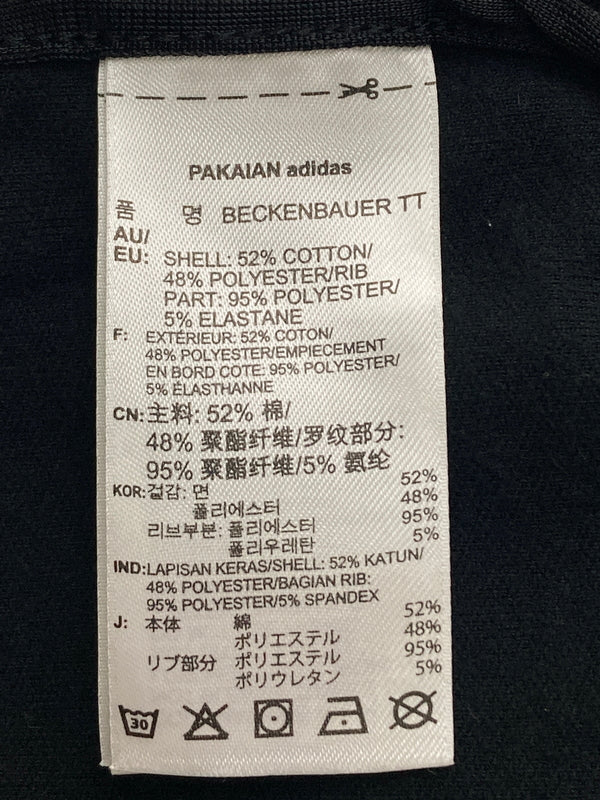 PAKAIAN adidas
품 명 BECKENBAUER TT
AU/
EU: SHELL: 52% COTTON/
48% POLYESTER/RIB
PART: 95% POLYESTER/
5% ELASTANE
F: EXTÉRIEUR: 52% COTON/
48% POLYESTER/EMPIECEMENT
EN BORD COTE: 95% POLYESTER/
5% ÉLASTHANNE
CN: 主料: 52% 棉/
48% 聚酯纤维/罗纹部分:
95% 聚酯纤维/5% 氨纶
KOR: 겉감: 면 52%
폴리에스터 48%
리브부분: 폴리에스터 95%
폴리우레탄 5%
IND: LAPISAN KERAS/SHELL: 52% KATUN/
48% POLYESTER/BAGIAN RIB:
95% POLYESTER/5% SPANDEX
J: 本体 綿 52%
ポリエステル 48%
リブ部分 ポリエステル 95%
ポリウレタン 5%
30